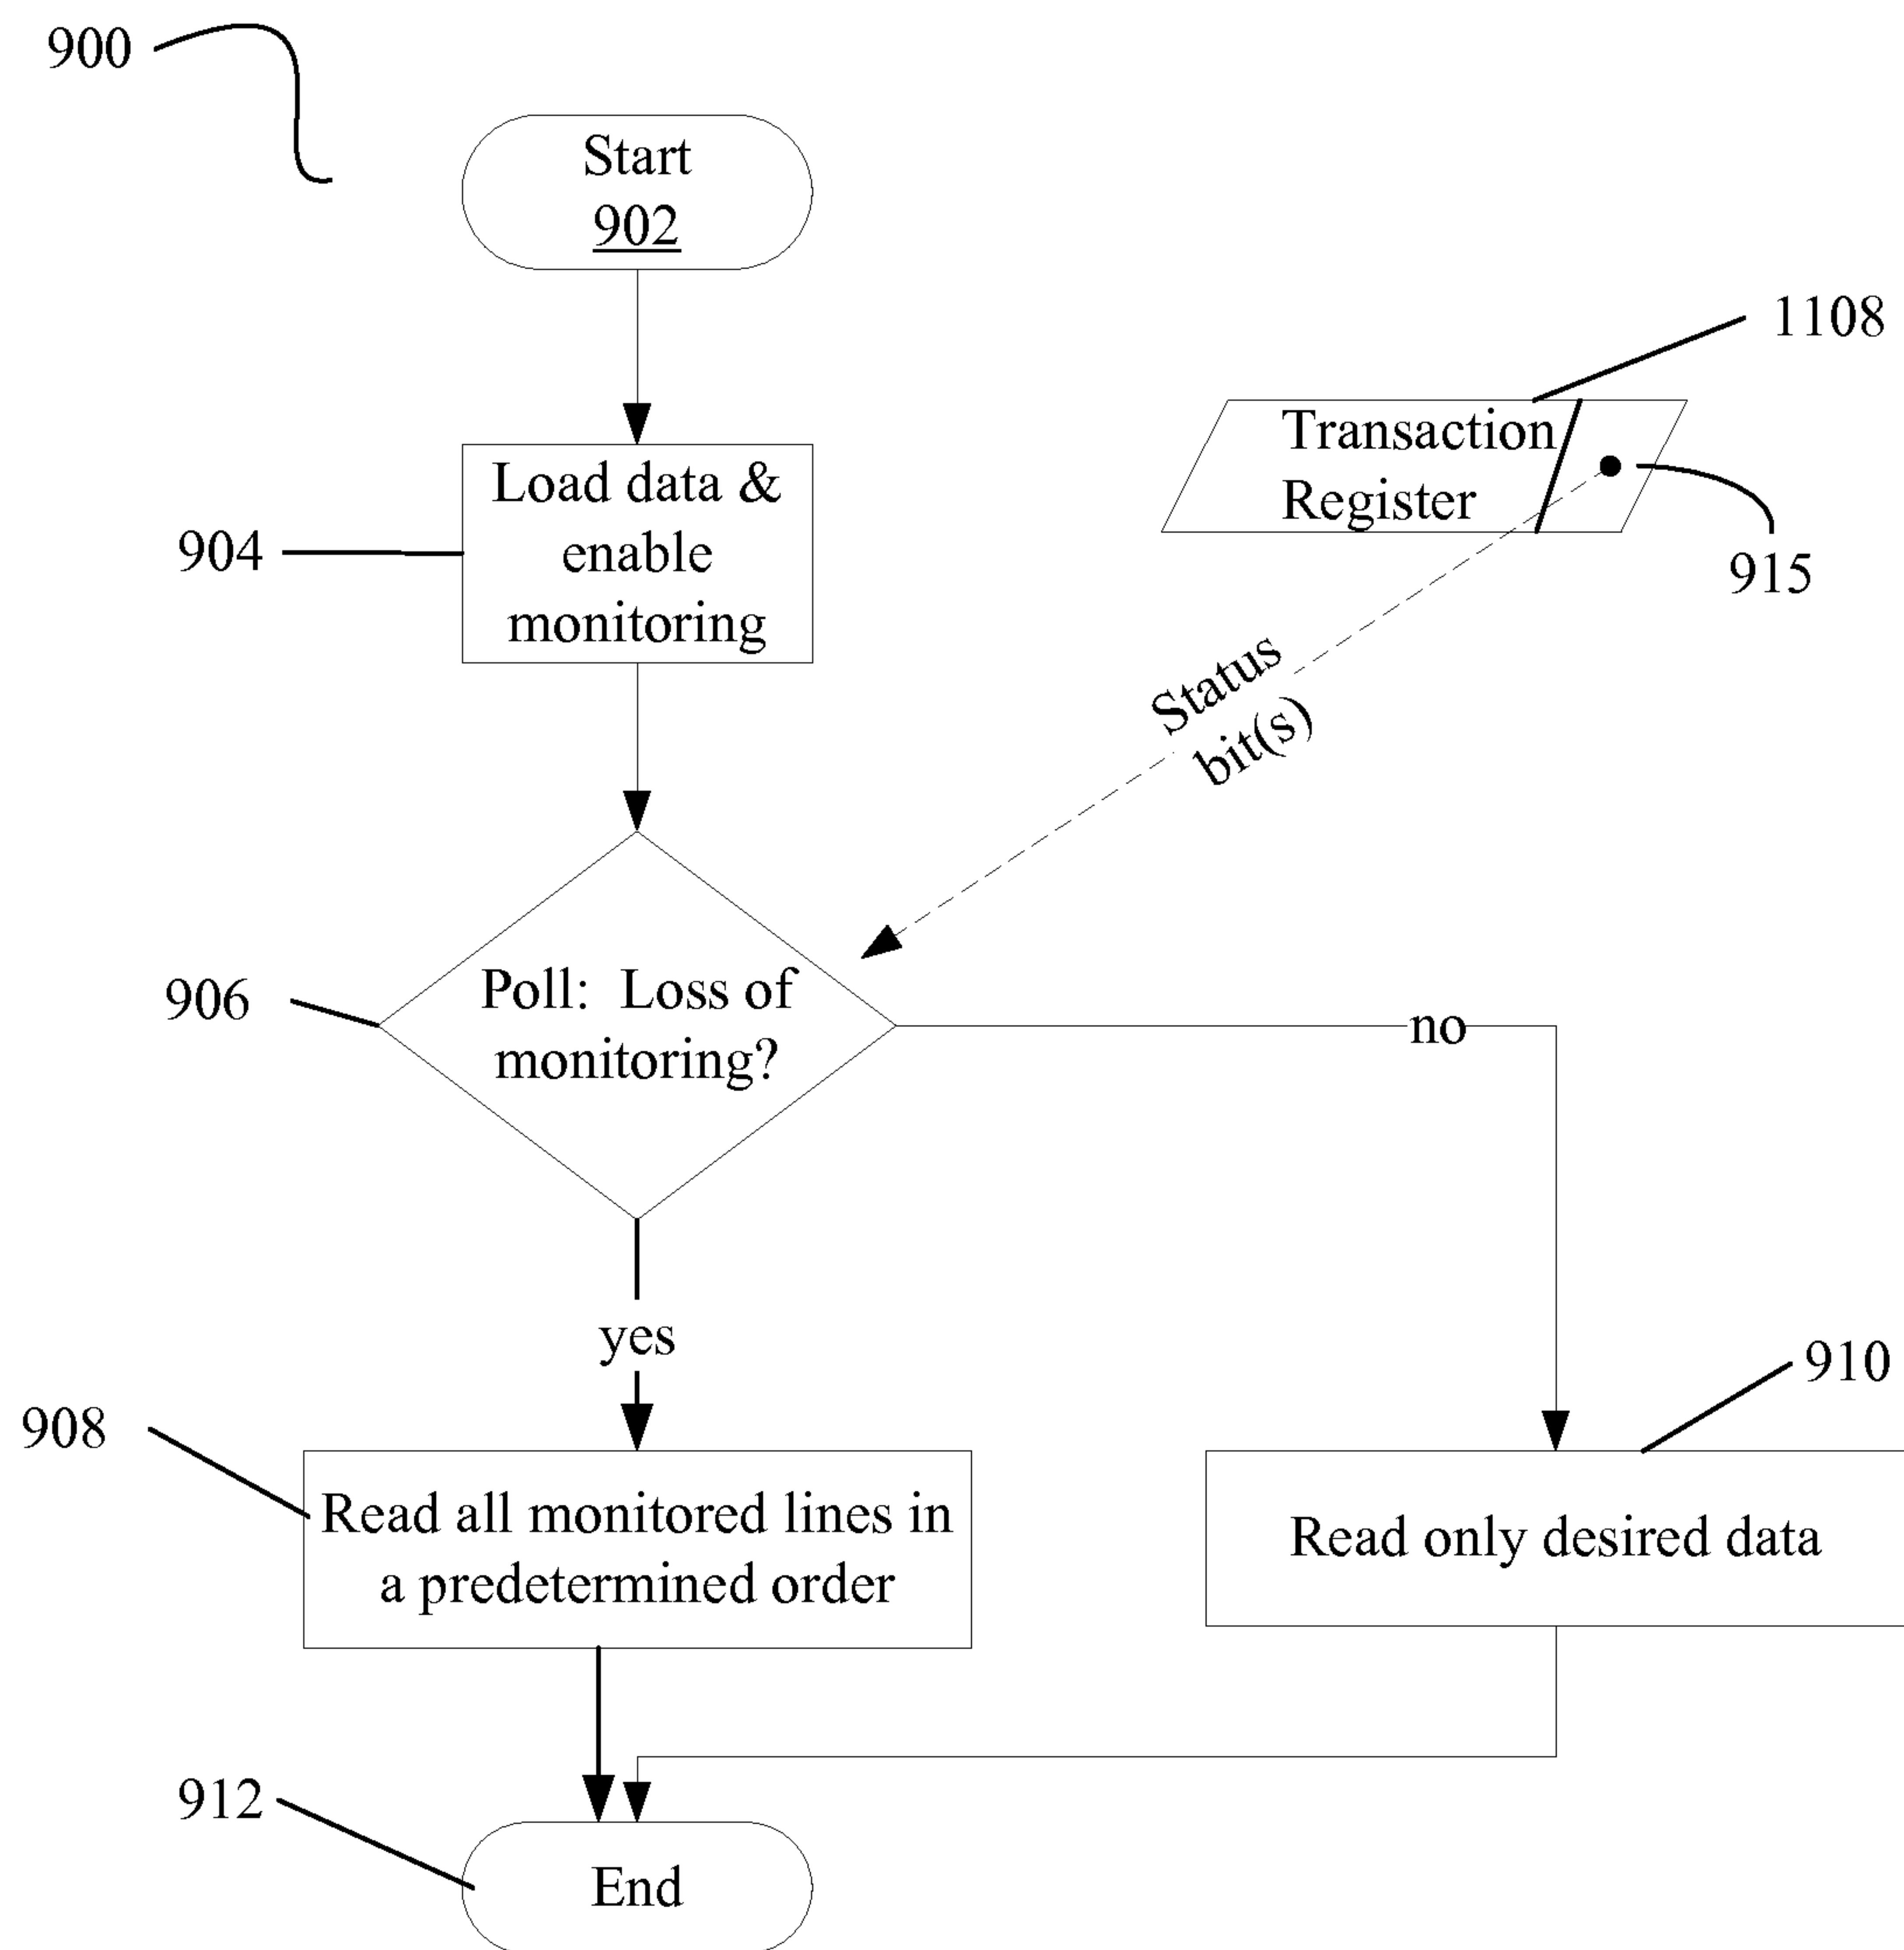 900
Start
902
1108
Transaction
Register
Load data &
enable
monitoring
904
915
Status
bit(s)
906
Poll:  Loss of
monitoring?
no
yes
910
908
Read all monitored lines in
a predetermined order
Read only desired data
912
End